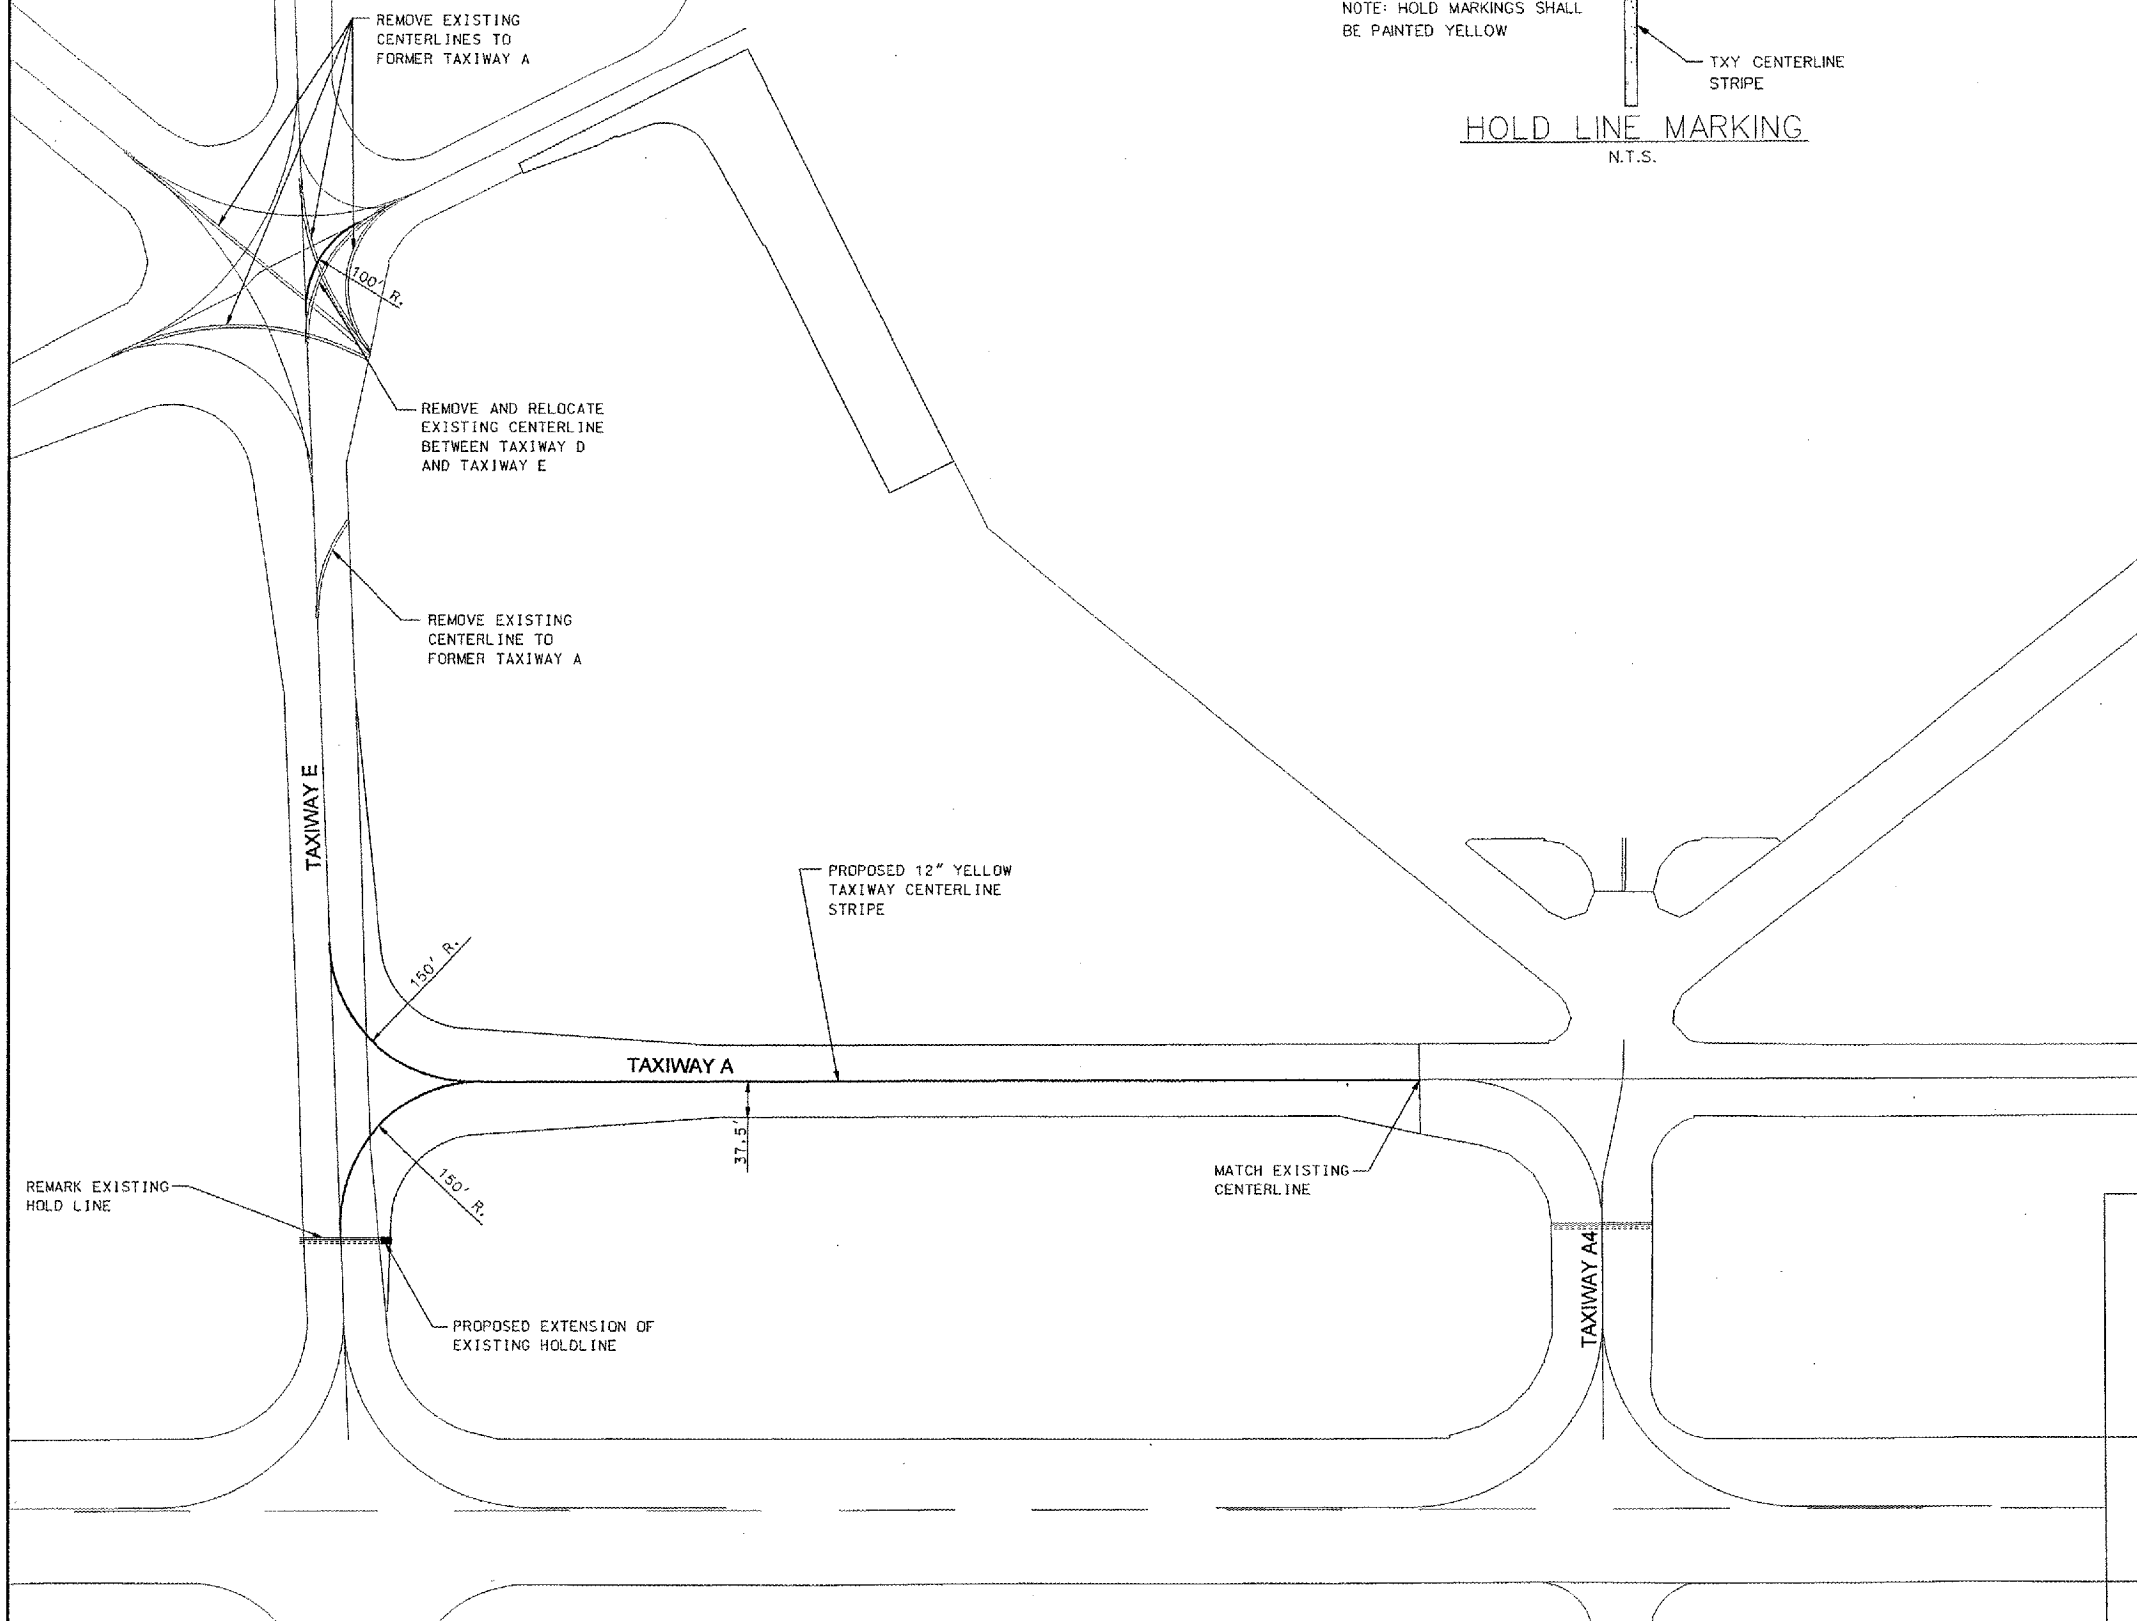 REMOVE EXISTING
CENTERLINES TO
FORMER TAXIWAY A
NOTE: HOLD MARKINGS SHALL
BE PAINTED YELLOW
TXY CENTERLINE
STRIPE
HOLD LINE MARKING
N.T.S.
100' R.
REMOVE AND RELOCATE
EXISTING CENTERLINE
BETWEEN TAXIWAY D
AND TAXIWAY E
REMOVE EXISTING
CENTERLINE TO
FORMER TAXIWAY A
TAXIWAY E
PROPOSED 12" YELLOW
TAXIWAY CENTERLINE
STRIPE
150' R.
TAXIWAY A
37.5'
MATCH EXISTING
CENTERLINE
REMARK EXISTING
HOLD LINE
150' R.
TAXIWAY A4
PROPOSED EXTENSION OF
EXISTING HOLDLINE